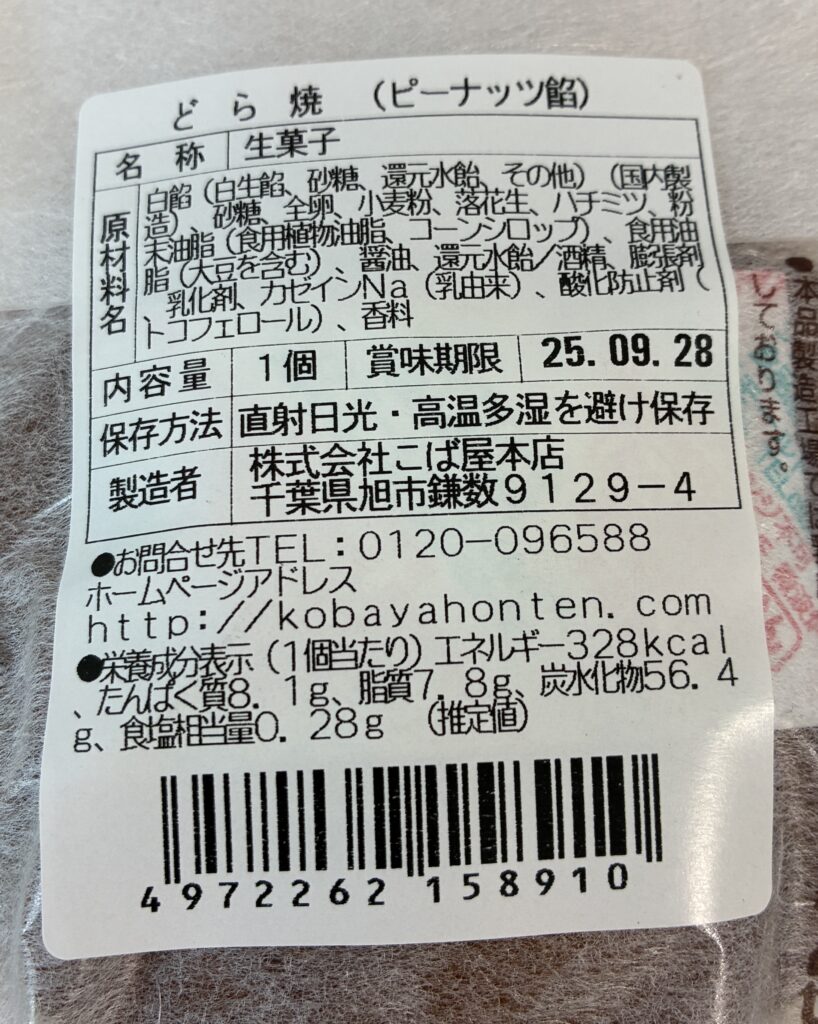 どら焼 （ピーナッツ餡）
名 称 生菓子
原材料名 白餡（白生餡、砂糖、還元水飴、その他）（国内製
造）、砂糖、全卵、小麦粉、落花生、ハチミツ、粉
末油脂（食用植物油脂、コーンシロップ）、食用油
脂（大豆を含む）、醤油、還元水飴／酒精、膨張剤
、乳化剤、カゼインNa（乳由来）、酸化防止剤（
トコフェロール）、香料
内容量 1個 賞味期限 25.09.28
保存方法 直射日光・高温多湿を避け保存
製造者 株式会社こば屋本店
千葉県旭市鎌数9129－4
●お問合せ先TEL：0120－096588
ホームページアドレス
http://kobayahonten.com
●栄養成分表示（1個当たり）エネルギー328kcal
、たんぱく質8．1g、脂質7．8g、炭水化物56．4
g、食塩相当量0．28g （推定値）
4972262 158910
本品製造工場で
しております。